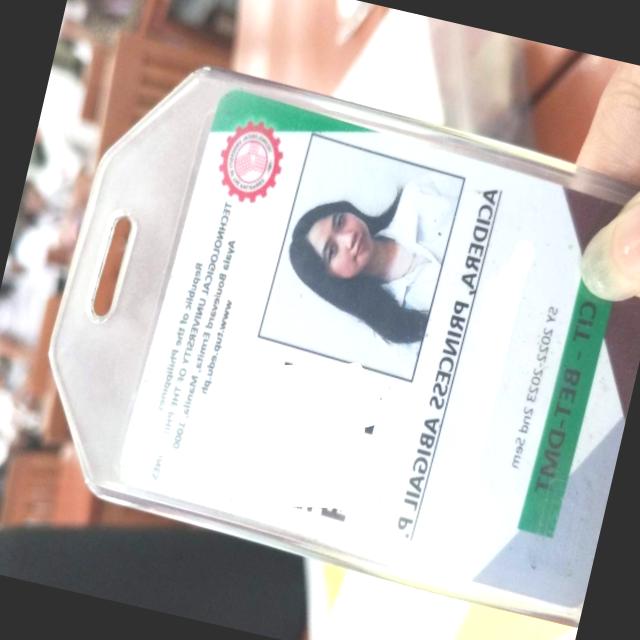 Republic of the Philippines
TECHNOLOGICAL UNIVERSITY OF THE
Ayala Boulevard Ermita, Manila, 1000
www.tup.edu.ph
ACIDERA, PRINCESS ABIGAIL P.
SY 2022-2023 2nd Sem
CIT - BET-DMT